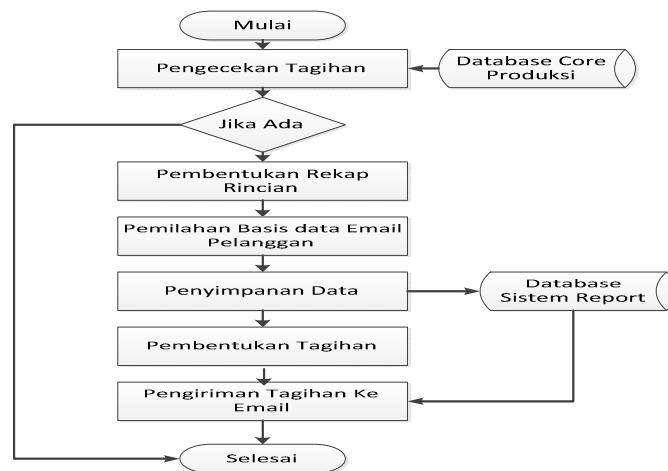 Mulai
Pengecekan Tagihan
Database Core
Produksi
Jika Ada
Pembentukan Rekap
Rincian
Pemilahan Basis data Email
Pelanggan
Penyimpanan Data
Database
Sistem Report
Pembentukan Tagihan
Pengiriman Tagihan Ke
Email
Selesai